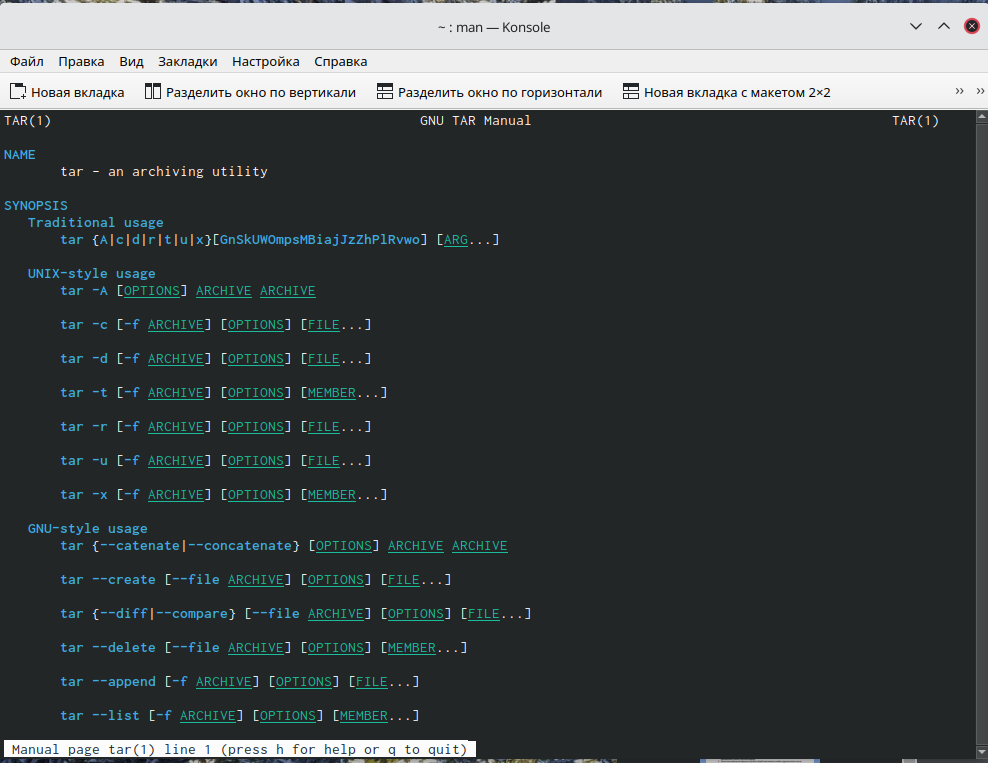 ~ : man — Konsole
Файл Правка Вид Закладки Настройка Справка
Новая вкладка Разделить окно по вертикали Разделить окно по горизонтали Новая вкладка с макетом 2×2 ›› ››
TAR(1) GNU TAR Manual TAR(1)
NAME
tar - an archiving utility
SYNOPSIS
Traditional usage
tar {A|c|d|r|t|u|x}[GnSkUWOmpsMBiajJzZhPlRvwo] [ARG...]
UNIX-style usage
tar -A [OPTIONS] ARCHIVE ARCHIVE
tar -c [-f ARCHIVE] [OPTIONS] [FILE...]
tar -d [-f ARCHIVE] [OPTIONS] [FILE...]
tar -t [-f ARCHIVE] [OPTIONS] [MEMBER...]
tar -r [-f ARCHIVE] [OPTIONS] [FILE...]
tar -u [-f ARCHIVE] [OPTIONS] [FILE...]
tar -x [-f ARCHIVE] [OPTIONS] [MEMBER...]
GNU-style usage
tar {--catenate|--concatenate} [OPTIONS] ARCHIVE ARCHIVE
tar --create [--file ARCHIVE] [OPTIONS] [FILE...]
tar {--diff|--compare} [--file ARCHIVE] [OPTIONS] [FILE...]
tar --delete [--file ARCHIVE] [OPTIONS] [MEMBER...]
tar --append [-f ARCHIVE] [OPTIONS] [FILE...]
tar --list [-f ARCHIVE] [OPTIONS] [MEMBER...]
Manual page tar(1) line 1 (press h for help or q to quit)